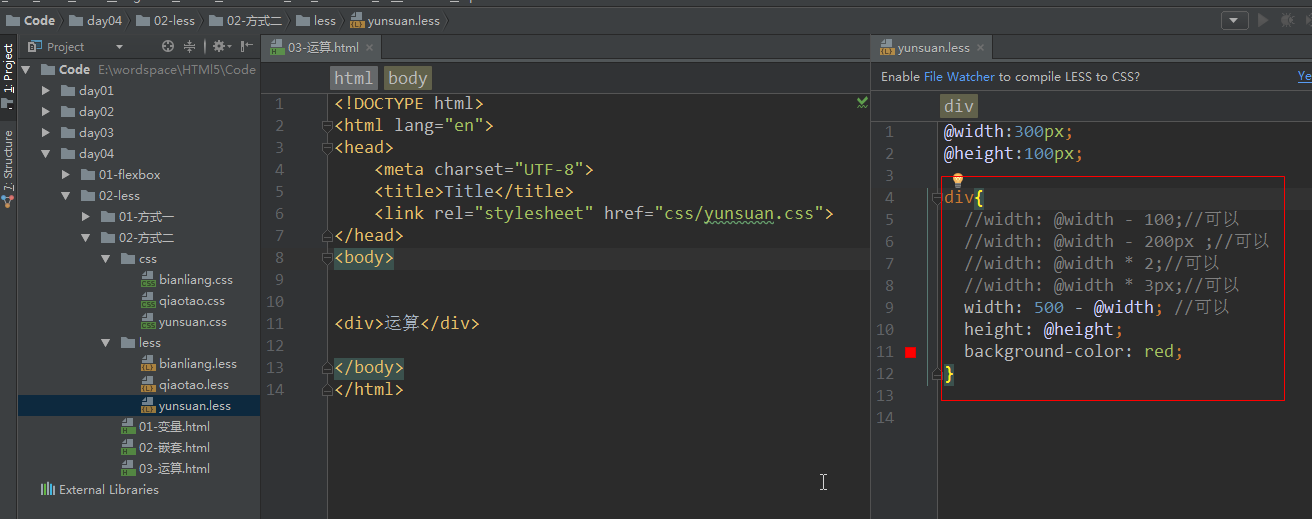 Code day04 02-less 02-方式二 less yunsuan.less
1: Project
7: Structure
Project
Code E:\wordspace\HTMl5\Code
day01
day02
day03
day04
01-flexbox
02-less
01-方式一
02-方式二
css
bianliang.css
qiaotao.css
yunsuan.css
less
bianliang.less
qiaotao.less
yunsuan.less
01-变量.html
02-嵌套.html
03-运算.html
External Libraries
03-运算.html
html body
1 <!DOCTYPE html>
2 <html lang="en">
3 <head>
4 <meta charset="UTF-8">
5 <title>Title</title>
6 <link rel="stylesheet" href="css/yunsuan.css">
7 </head>
8 <body>
9
10
11 <div>运算</div>
12
13 </body>
14 </html>
yunsuan.less
Enable File Watcher to compile LESS to CSS? Ye
div
1 @width:300px;
2 @height:100px;
3
4 div{
5 //width: @width - 100;//可以
6 //width: @width - 200px ;//可以
7 //width: @width * 2;//可以
8 //width: @width * 3px;//可以
9 width: 500 - @width; //可以
10 height: @height;
11 background-color: red;
12 }
13
14